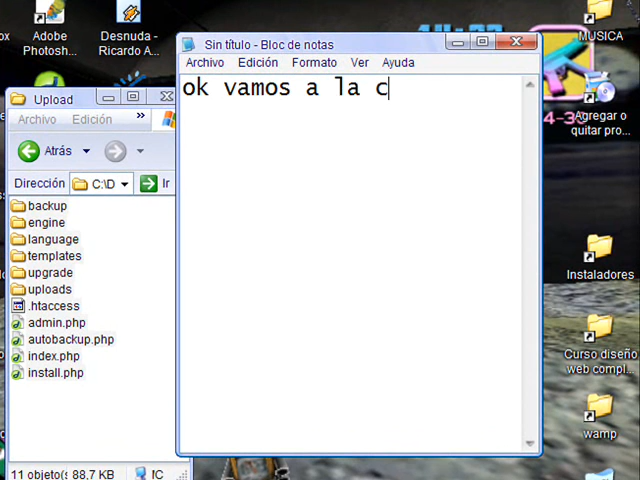 Adobe
Photosh...
Desnuda -
Ricardo A...
MUSICA
Sin título - Bloc de notas
Archivo Edición Formato Ver Ayuda
ok vamos a la c
Upload
Archivo Edición »
Atrás
Dirección C:\D Ir
backup
engine
language
templates
upgrade
uploads
.htaccess
admin.php
autobackup.php
index.php
install.php
11 objeto(s 88,7 KB
Agregar o
quitar pro...
Instaladores
Curso diseño
web compl...
wamp